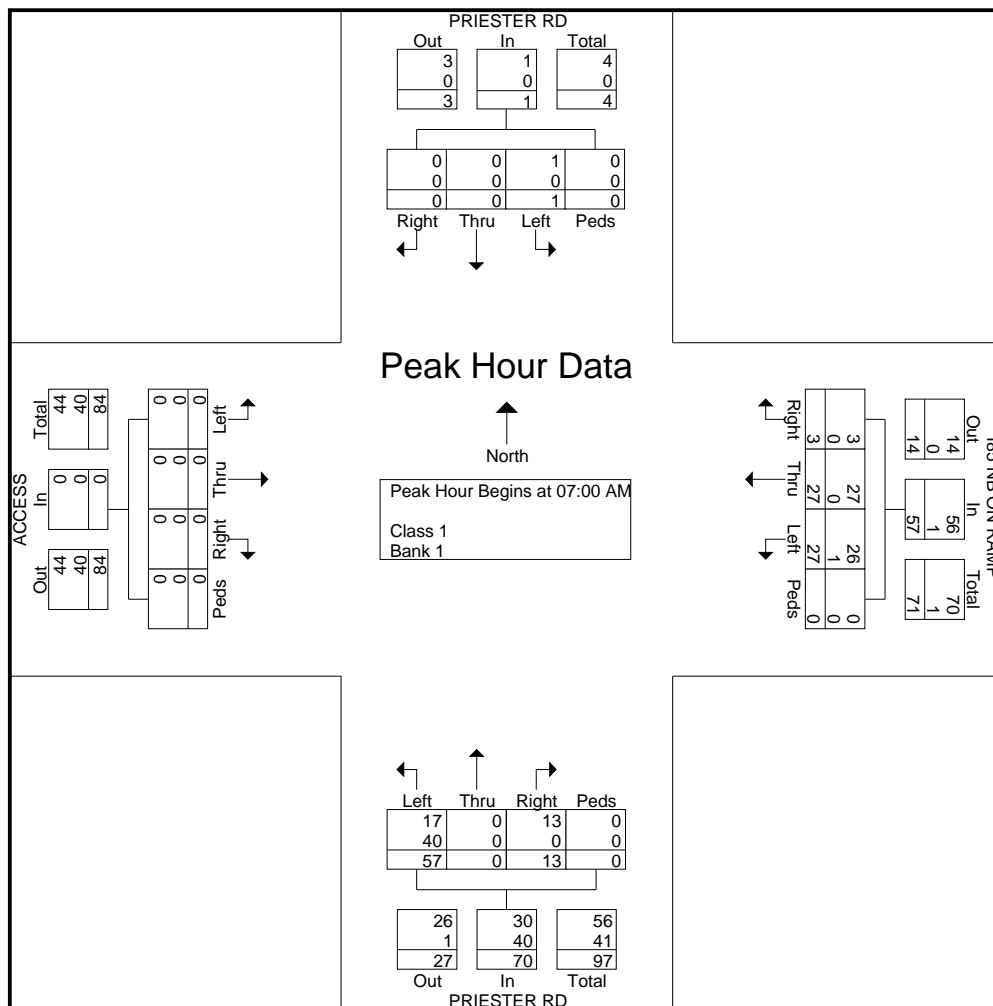 PRIESTER RD
Out In Total
3 1 4
0 0 0
3 1 4
0 0 1 0
0 0 0 0
0 0 1 0
Right Thru Left Peds
Peak Hour Data
North
Peak Hour Begins at 07:00 AM
Class 1
Bank 1
ACCESS
Out In Total
44 0 44
40 0 40
84 0 84
0 0 0 0
0 0 0 0
0 0 0 0
Peds Right Thru Left
I85 NB ON RAMP
Out In Total
14 56 70
0 1 1
14 57 71
3 27 26 0
0 0 1 0
3 27 27 0
Right Thru Left Peds
Left Thru Right Peds
17 0 13 0
40 0 0 0
57 0 13 0
26 30 56
1 40 41
27 70 97
Out In Total
PRIESTER RD